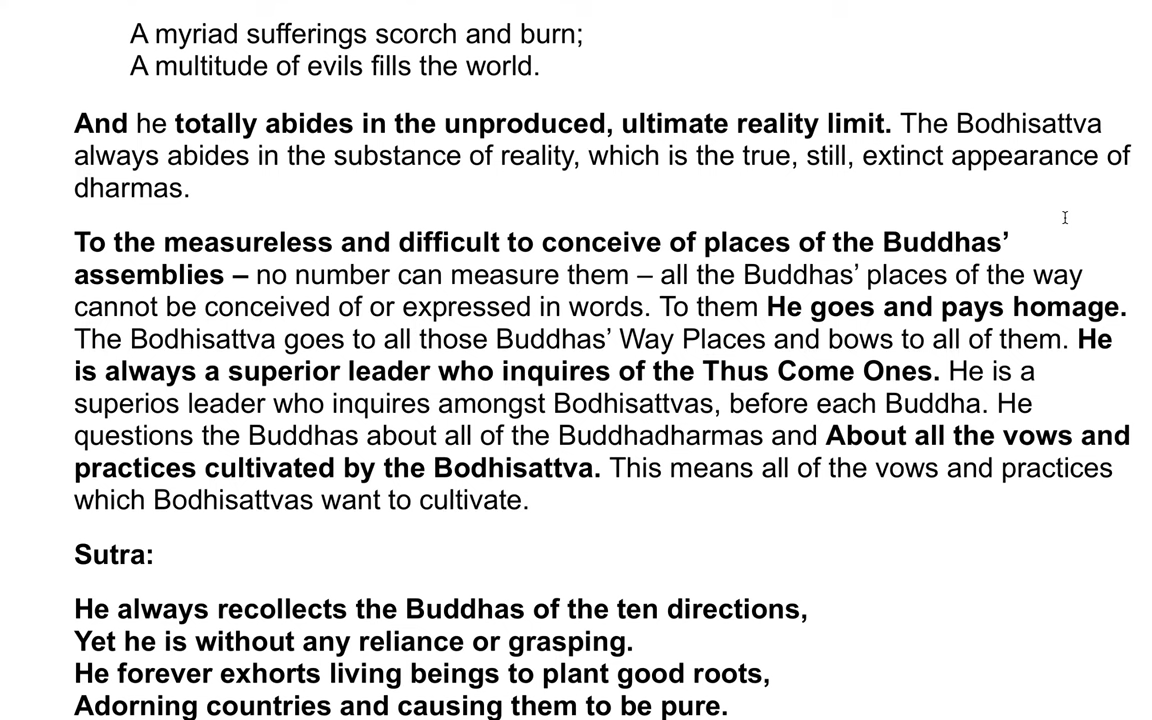 A myriad sufferings scorch and burn;
A multitude of evils fills the world.
And he totally abides in the unproduced, ultimate reality limit. The Bodhisattva
always abides in the substance of reality, which is the true, still, extinct appearance of
dharmas.
To the measureless and difficult to conceive of places of the Buddhas’
assemblies – no number can measure them – all the Buddhas’ places of the way
cannot be conceived of or expressed in words. To them He goes and pays homage.
The Bodhisattva goes to all those Buddhas’ Way Places and bows to all of them. He
is always a superior leader who inquires of the Thus Come Ones. He is a
superios leader who inquires amongst Bodhisattvas, before each Buddha. He
questions the Buddhas about all of the Buddhadharmas and About all the vows and
practices cultivated by the Bodhisattva. This means all of the vows and practices
which Bodhisattvas want to cultivate.
Sutra:
He always recollects the Buddhas of the ten directions,
Yet he is without any reliance or grasping.
He forever exhorts living beings to plant good roots,
Adorning countries and causing them to be pure.